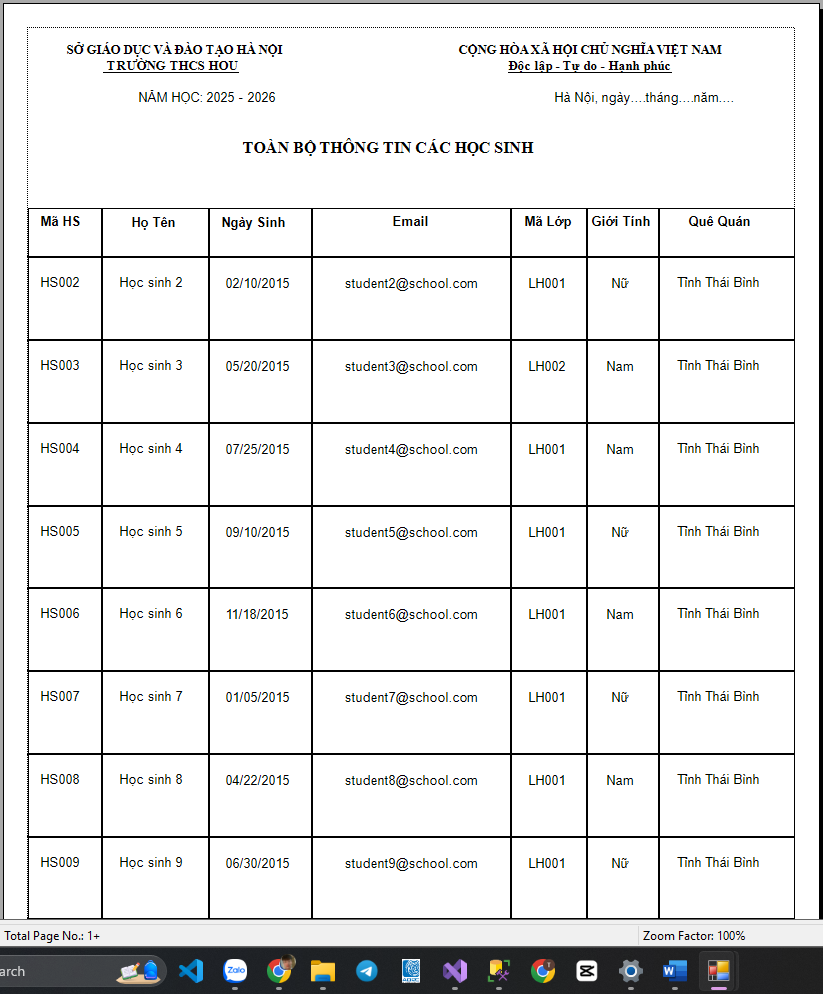 SỞ GIÁO DỤC VÀ ĐÀO TẠO HÀ NỘI
TRƯỜNG THCS HOU
CỘNG HÒA XÃ HỘI CHỦ NGHĨA VIỆT NAM
Độc lập - Tự do - Hạnh phúc
NĂM HỌC: 2025 - 2026
Hà Nội, ngày....tháng....năm....
TOÀN BỘ THÔNG TIN CÁC HỌC SINH
Mã HS Họ Tên Ngày Sinh Email Mã Lớp Giới Tính Quê Quán
HS002 Học sinh 2 02/10/2015 student2@school.com LH001 Nữ Tỉnh Thái Bình
HS003 Học sinh 3 05/20/2015 student3@school.com LH002 Nam Tỉnh Thái Bình
HS004 Học sinh 4 07/25/2015 student4@school.com LH001 Nam Tỉnh Thái Bình
HS005 Học sinh 5 09/10/2015 student5@school.com LH001 Nữ Tỉnh Thái Bình
HS006 Học sinh 6 11/18/2015 student6@school.com LH001 Nam Tỉnh Thái Bình
HS007 Học sinh 7 01/05/2015 student7@school.com LH001 Nữ Tỉnh Thái Bình
HS008 Học sinh 8 04/22/2015 student8@school.com LH001 Nam Tỉnh Thái Bình
HS009 Học sinh 9 06/30/2015 student9@school.com LH001 Nữ Tỉnh Thái Bình
Total Page No.: 1+
Zoom Factor: 100%
arch
Zalo